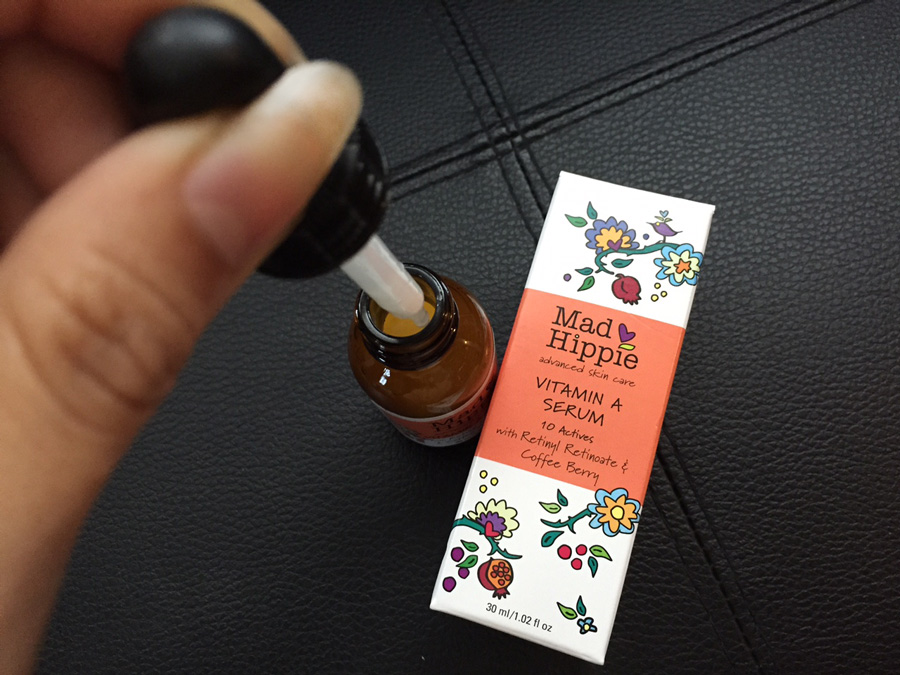 Mad
Hippie
advanced skin care
VITAMIN A
SERUM
10 Actives
with Retinyl Retinoate &
Coffee Berry
30 ml/1.02 fl oz
Mad